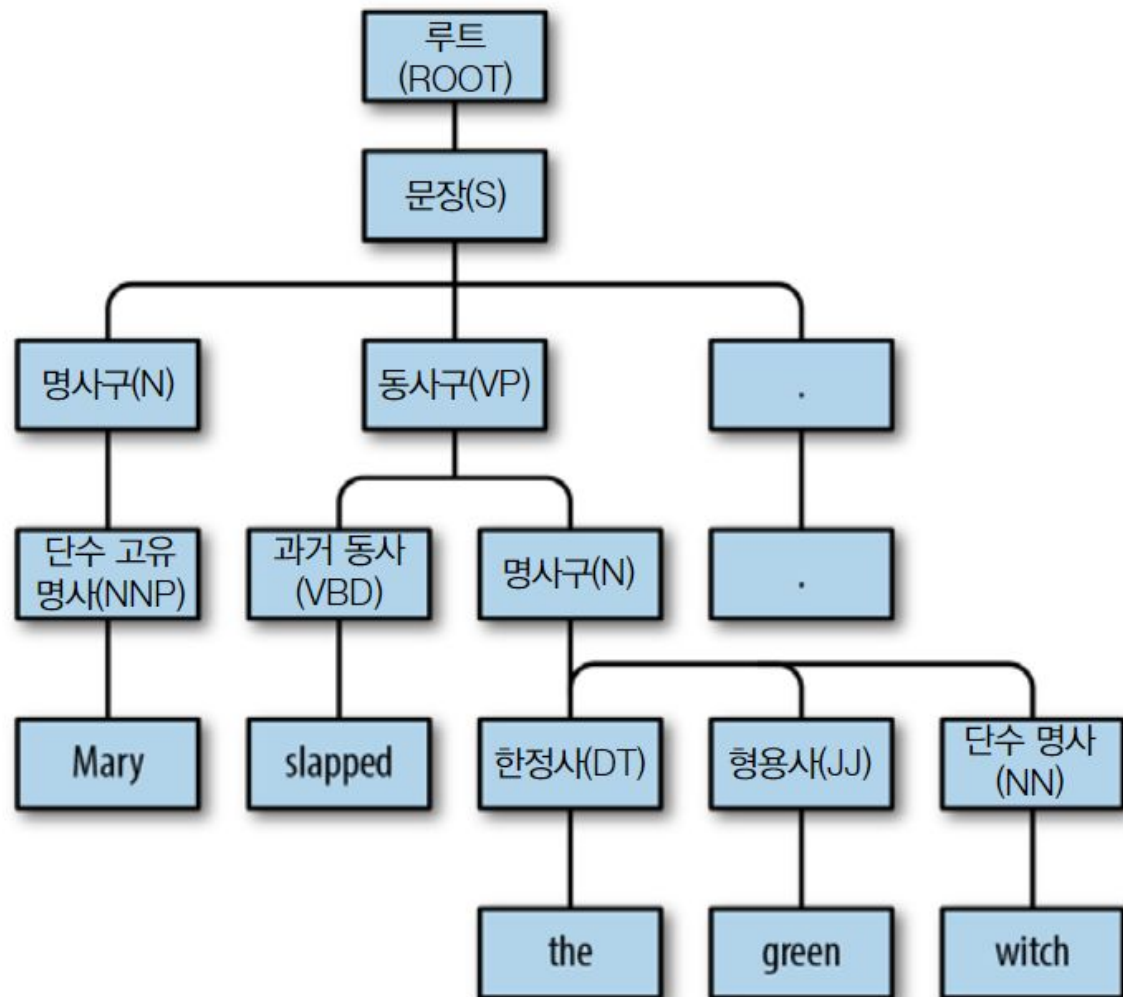 루트
(ROOT)
문장(S)
명사구(N)
동사구(VP)
.
단수 고유
명사(NNP)
과거 동사
(VBD)
명사구(N)
.
Mary
slapped
한정사(DT)
형용사(JJ)
단수 명사
(NN)
the
green
witch